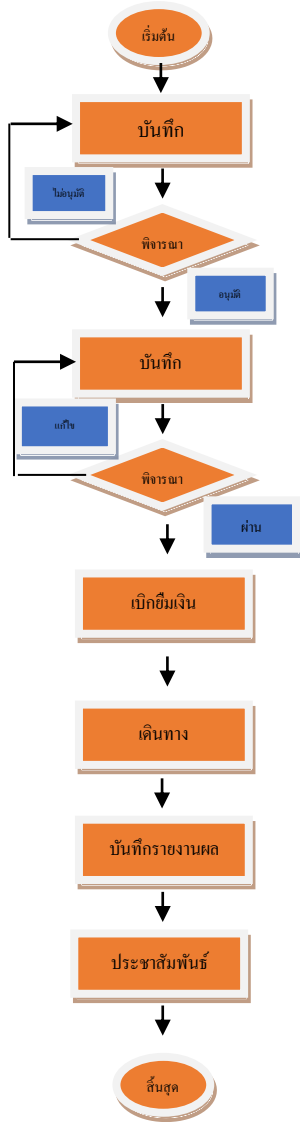 เริ่มต้น
บันทึก
ไม่อนุมัติ
พิจารณา
อนุมัติ
บันทึก
แก้ไข
พิจารณา
ผ่าน
เบิกยืมเงิน
เดินทาง
บันทึกรายงานผล
ประชาสัมพันธ์
สิ้นสุด